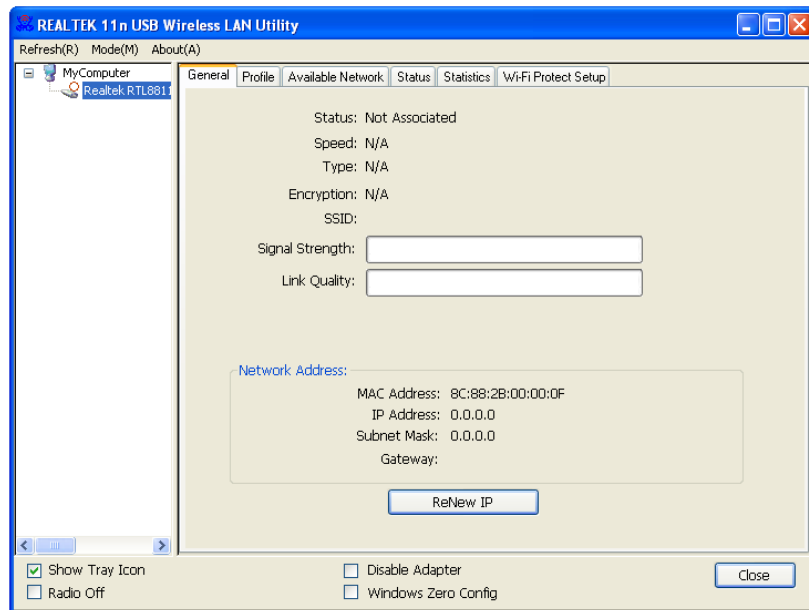 REALTEK 11n USB Wireless LAN Utility
Refresh(R) Mode(M) About(A)
MyComputer
Realtek RTL8811
General Profile Available Network Status Statistics Wi-Fi Protect Setup
Status: Not Associated
Speed: N/A
Type: N/A
Encryption: N/A
SSID:
Signal Strength:
Link Quality:
Network Address:
MAC Address: 8C:88:2B:00:00:0F
IP Address: 0.0.0.0
Subnet Mask: 0.0.0.0
Gateway:
ReNew IP
Show Tray Icon
Radio Off
Disable Adapter
Windows Zero Config
Close